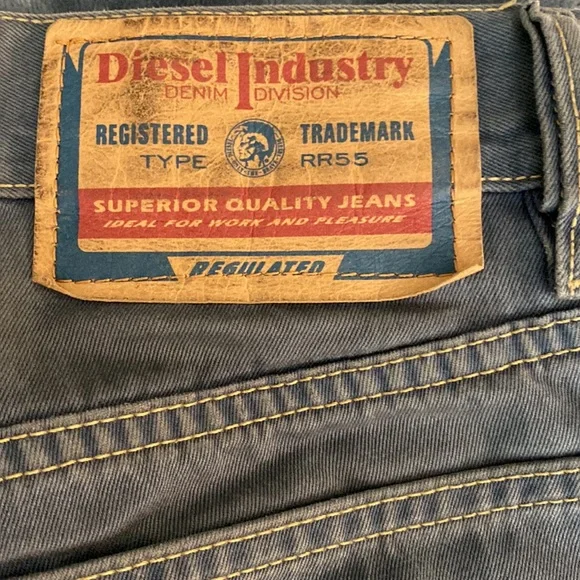 Diesel Industry
DENIM DIVISION
REGISTERED TRADEMARK
TYPE RR55
SUPERIOR QUALITY JEANS
IDEAL FOR WORK AND PLEASURE
REGULATED